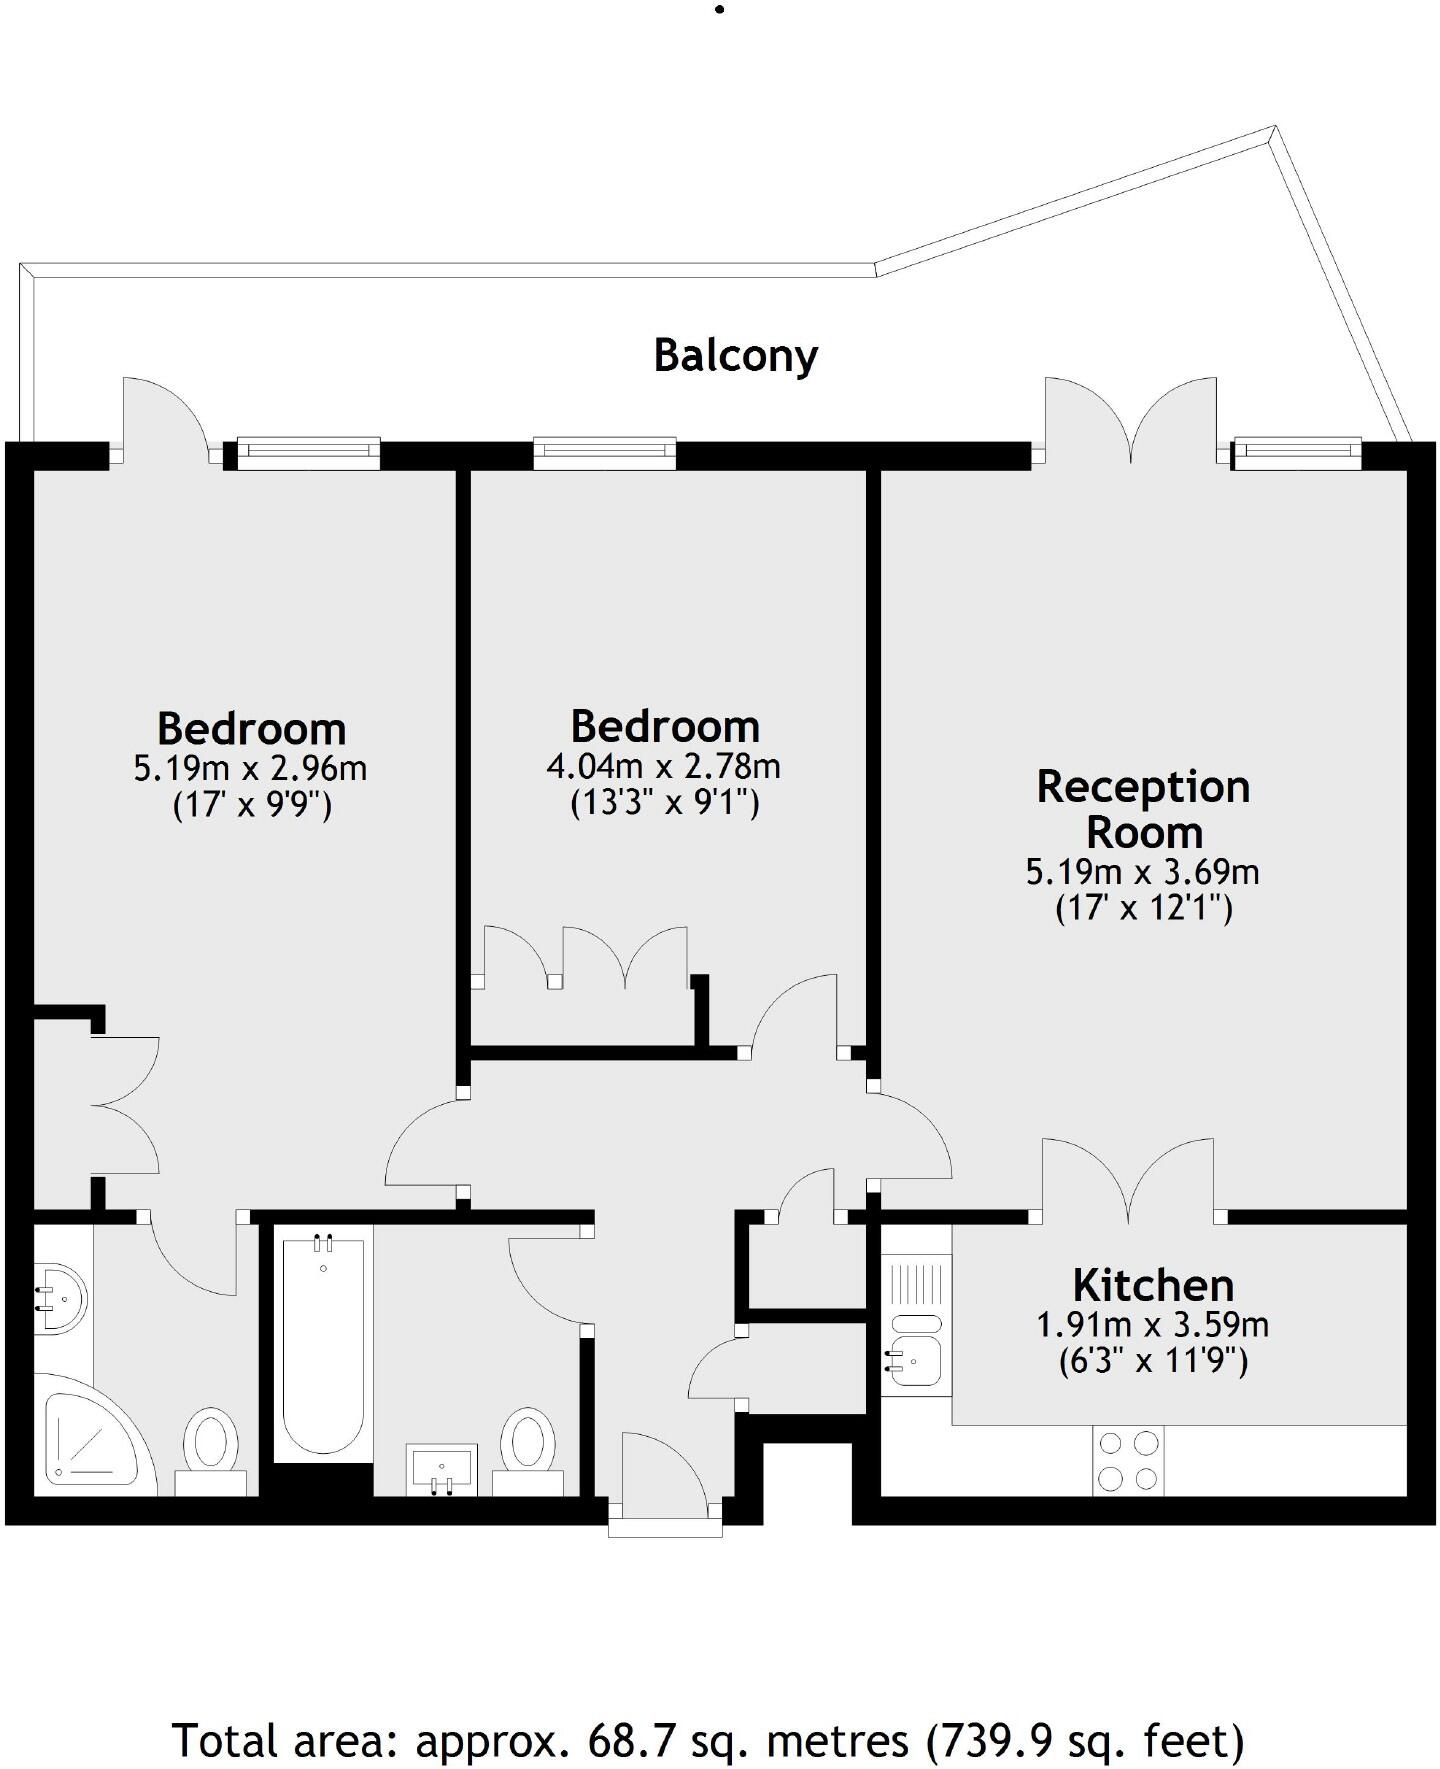 Balcony
Bedroom
5.19m x 2.96m
(17' x 9'9")
Bedroom
4.04m x 2.78m
(13'3" x 9'1")
Reception
Room
5.19m x 3.69m
(17' x 12'1")
Kitchen
1.91m x 3.59m
(6'3" x 11'9")
Total area: approx. 68.7 sq. metres (739.9 sq. feet)